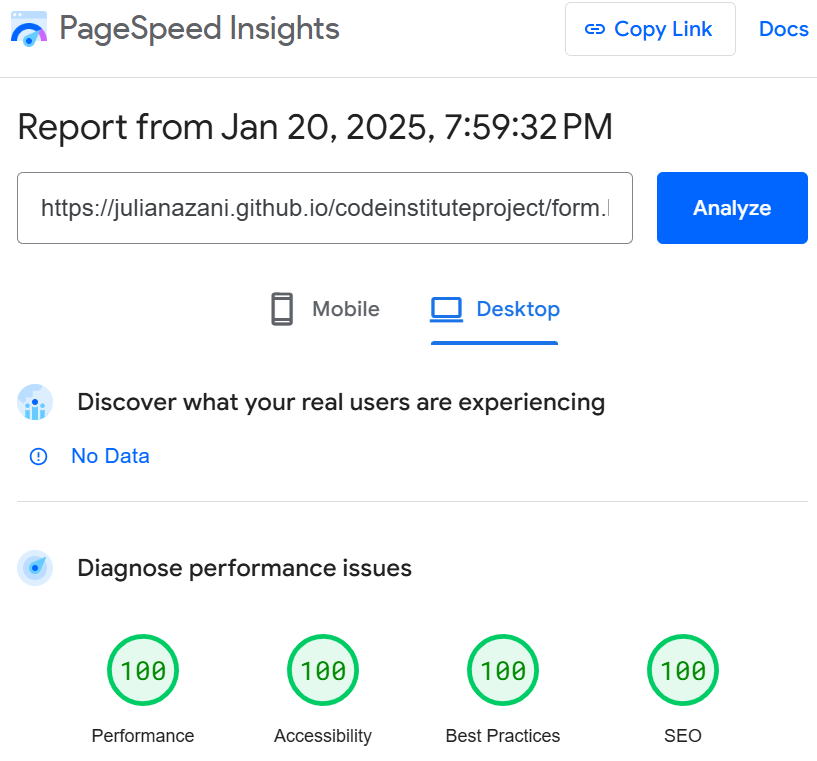 PageSpeed Insights
Copy Link
Docs
Report from Jan 20, 2025, 7:59:32 PM
https://julianazani.github.io/codeinstituteproject/form.
Analyze
Mobile
Desktop
Discover what your real users are experiencing
No Data
Diagnose performance issues
100
100
100
100
Performance
Accessibility
Best Practices
SEO